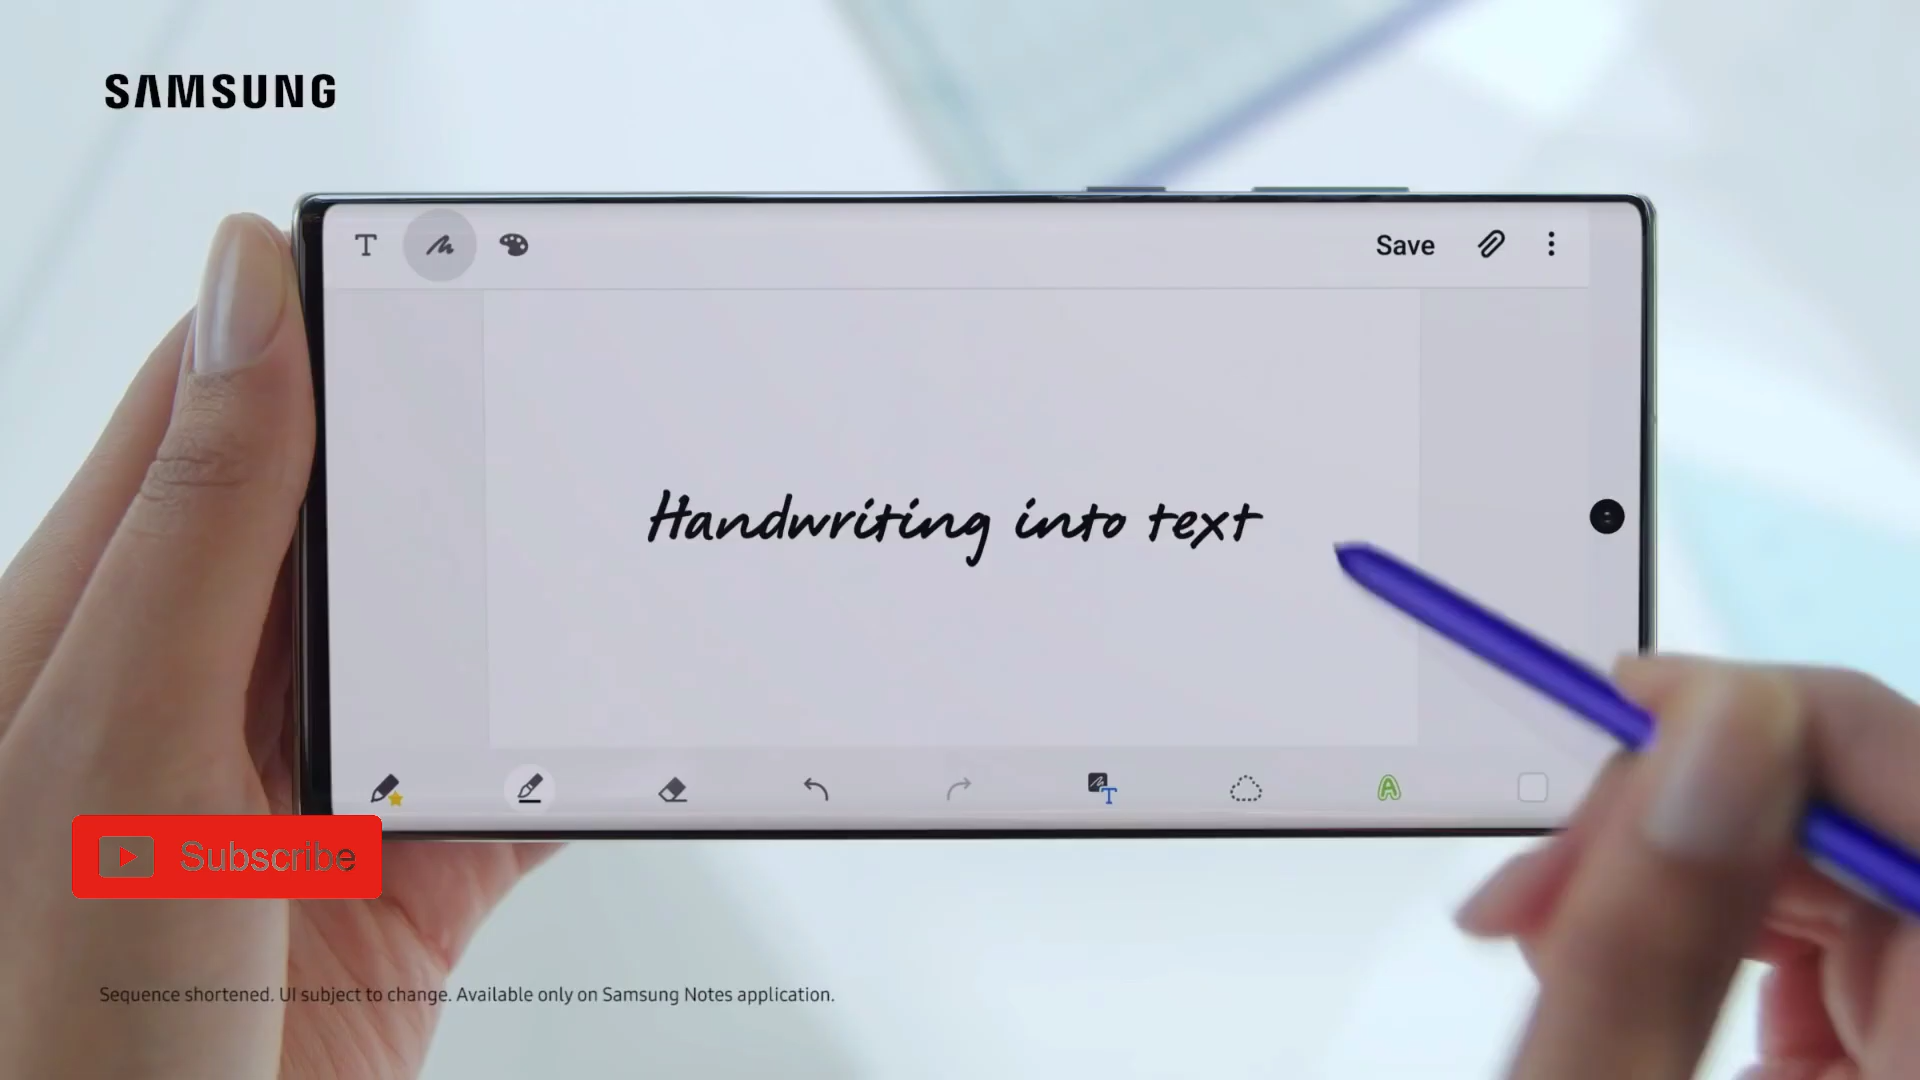 SAMSUNG
T
Save
Handwriting into text
T
A
Subscribe
Sequence shortened. UI subject to change. Available only on Samsung Notes application.